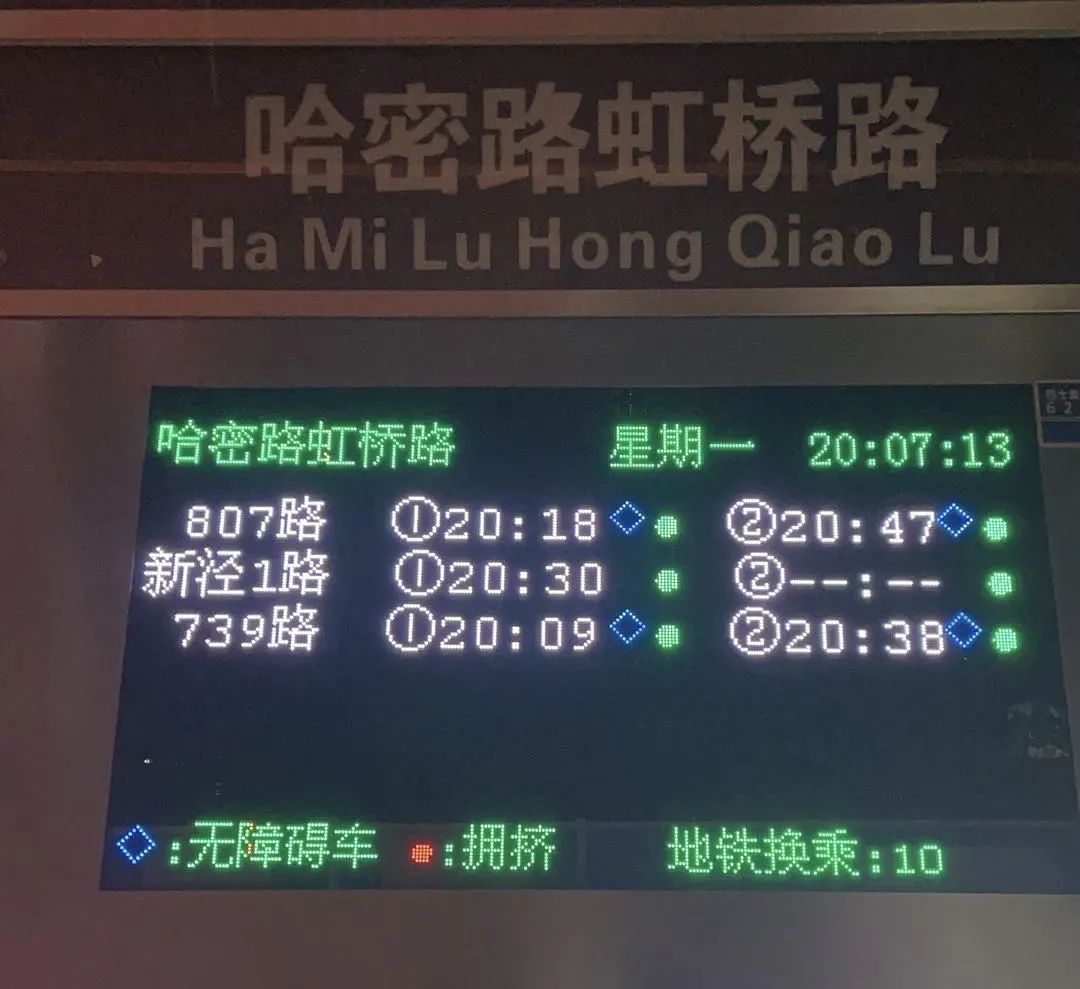 哈密路虹桥路
Ha Mi Lu Hong Qiao Lu
哈密路虹桥路 星期一 20:07:13
807路 ①20:18 ②20:47
新泾1路 ①20:30 ②--:--
739路 ①20:09 ②20:38
:无障碍车 :拥挤 地铁换乘:10